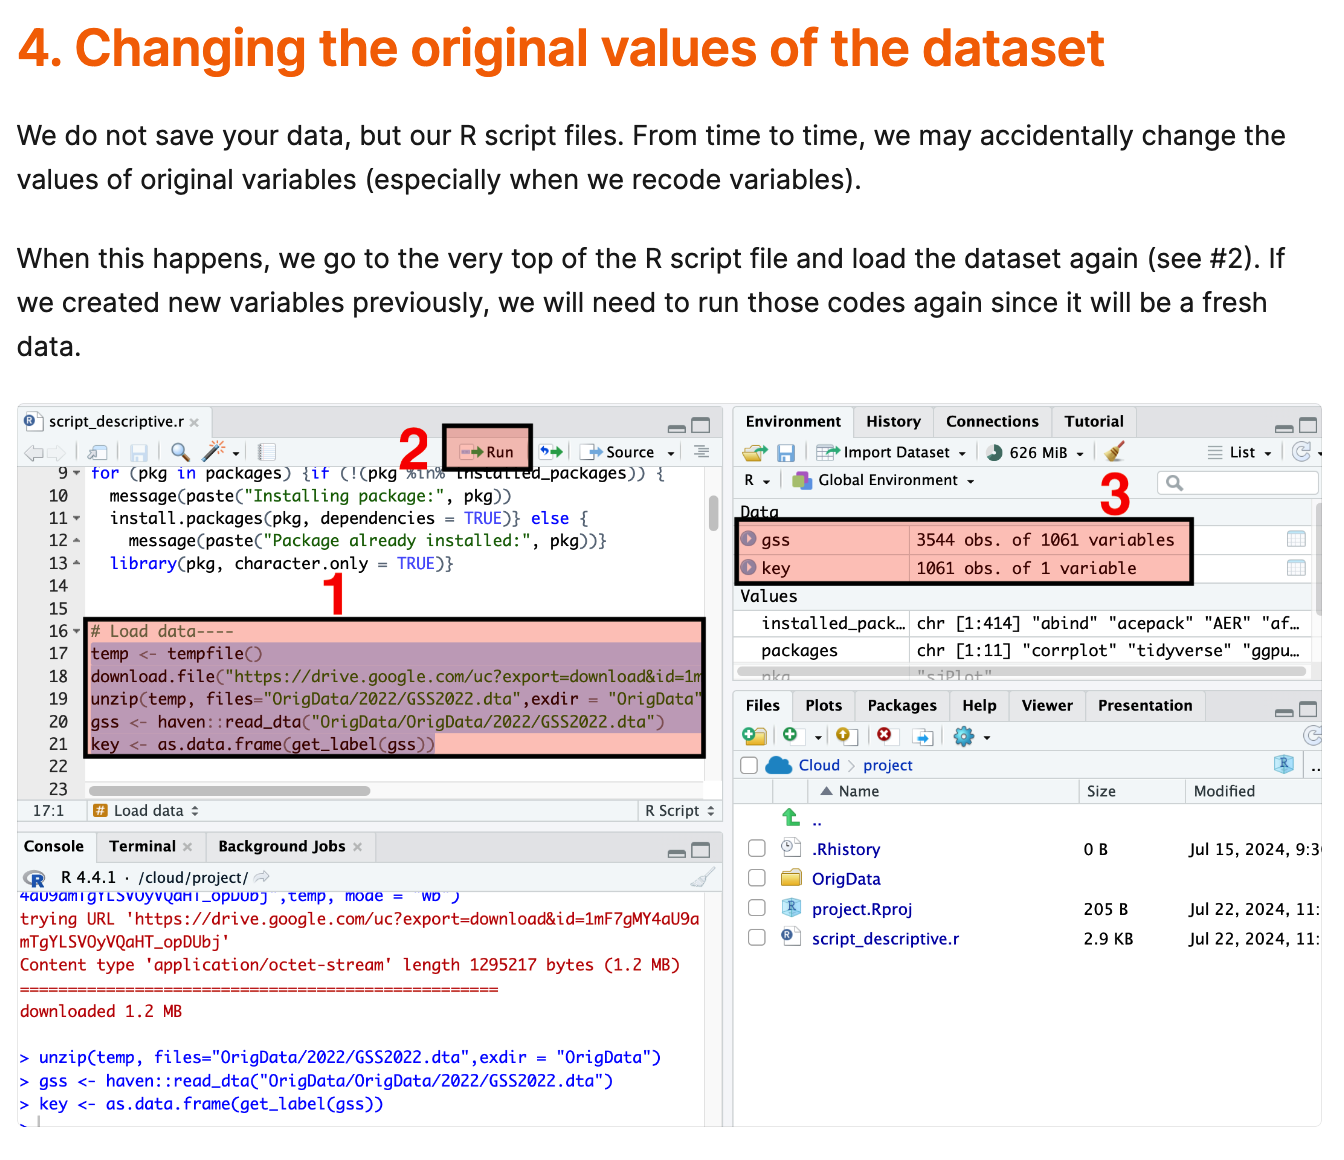 4. Changing the original values of the dataset
We do not save your data, but our R script files. From time to time, we may accidentally change the
values of original variables (especially when we recode variables).
When this happens, we go to the very top of the R script file and load the dataset again (see #2). If
we created new variables previously, we will need to run those codes again since it will be a fresh
data.
script_descriptive.r
2
Run
Source
9 for (pkg in packages) {if (!(pkg %in% installed_packages)) {
10 message(paste("Installing package:", pkg))
11 install.packages(pkg, dependencies = TRUE)} else {
12 message(paste("Package already installed:", pkg))}
13 library(pkg, character.only = TRUE)}
14
1
15
16 # Load data----
17 temp <- tempfile()
18 download.file("https://drive.google.com/uc?export=download&id=1m
19 unzip(temp, files="OrigData/2022/GSS2022.dta",exdir = "OrigData"
20 gss <- haven::read_dta("OrigData/OrigData/2022/GSS2022.dta")
21 key <- as.data.frame(get_label(gss))
22
23
17:1 # Load data R Script
Console Terminal Background Jobs
R 4.4.1 · /cloud/project/
4aU9amTgYLSVOyVQaHT_opDUbj",temp, mode = "wb")
trying URL 'https://drive.google.com/uc?export=download&id=1mF7gMY4aU9a
mTgYLSVOyVQaHT_opDUbj'
Content type 'application/octet-stream' length 1295217 bytes (1.2 MB)
==================================================
downloaded 1.2 MB
> unzip(temp, files="OrigData/2022/GSS2022.dta",exdir = "OrigData")
> gss <- haven::read_dta("OrigData/OrigData/2022/GSS2022.dta")
> key <- as.data.frame(get_label(gss))
>
Environment History Connections Tutorial
Import Dataset 626 MiB List
R Global Environment
3
Data
gss 3544 obs. of 1061 variables
key 1061 obs. of 1 variable
Values
installed_pack… chr [1:414] "abind" "acepack" "AER" "af…
packages chr [1:11] "corrplot" "tidyverse" "ggpu…
pkg "sjPlot"
Files Plots Packages Help Viewer Presentation
Cloud > project R ..
Name Size Modified
..
.Rhistory 0 B Jul 15, 2024, 9:3
OrigData
project.Rproj 205 B Jul 22, 2024, 11:
script_descriptive.r 2.9 KB Jul 22, 2024, 11: